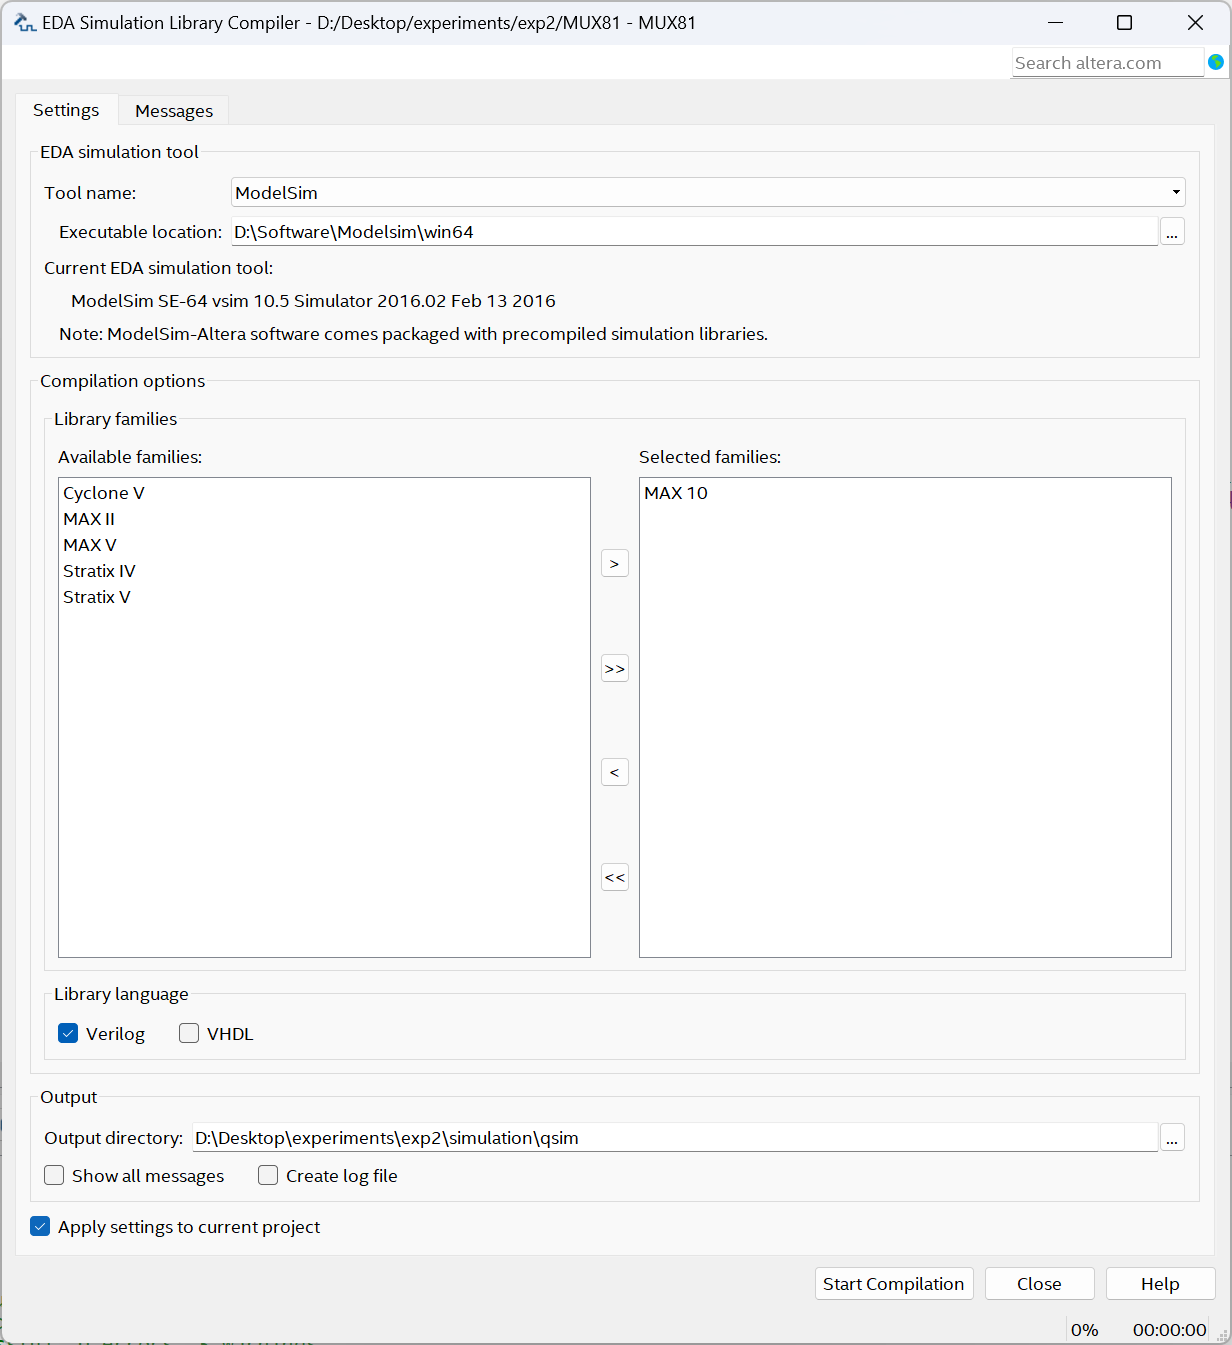 EDA Simulation Library Compiler - D:/Desktop/experiments/exp2/MUX81 - MUX81
Search altera.com
Settings
Messages
EDA simulation tool
Tool name:
ModelSim
Executable location:
D:\Software\Modelsim\win64
...
Current EDA simulation tool:
ModelSim SE-64 vsim 10.5 Simulator 2016.02 Feb 13 2016
Note: ModelSim-Altera software comes packaged with precompiled simulation libraries.
Compilation options
Library families
Available families:
Cyclone V
MAX II
MAX V
Stratix IV
Stratix V
>
>>
<
<<
Selected families:
MAX 10
Library language
Verilog
VHDL
Output
Output directory:
D:\Desktop\experiments\exp2\simulation\qsim
...
Show all messages
Create log file
Apply settings to current project
Start Compilation
Close
Help
0%
00:00:00